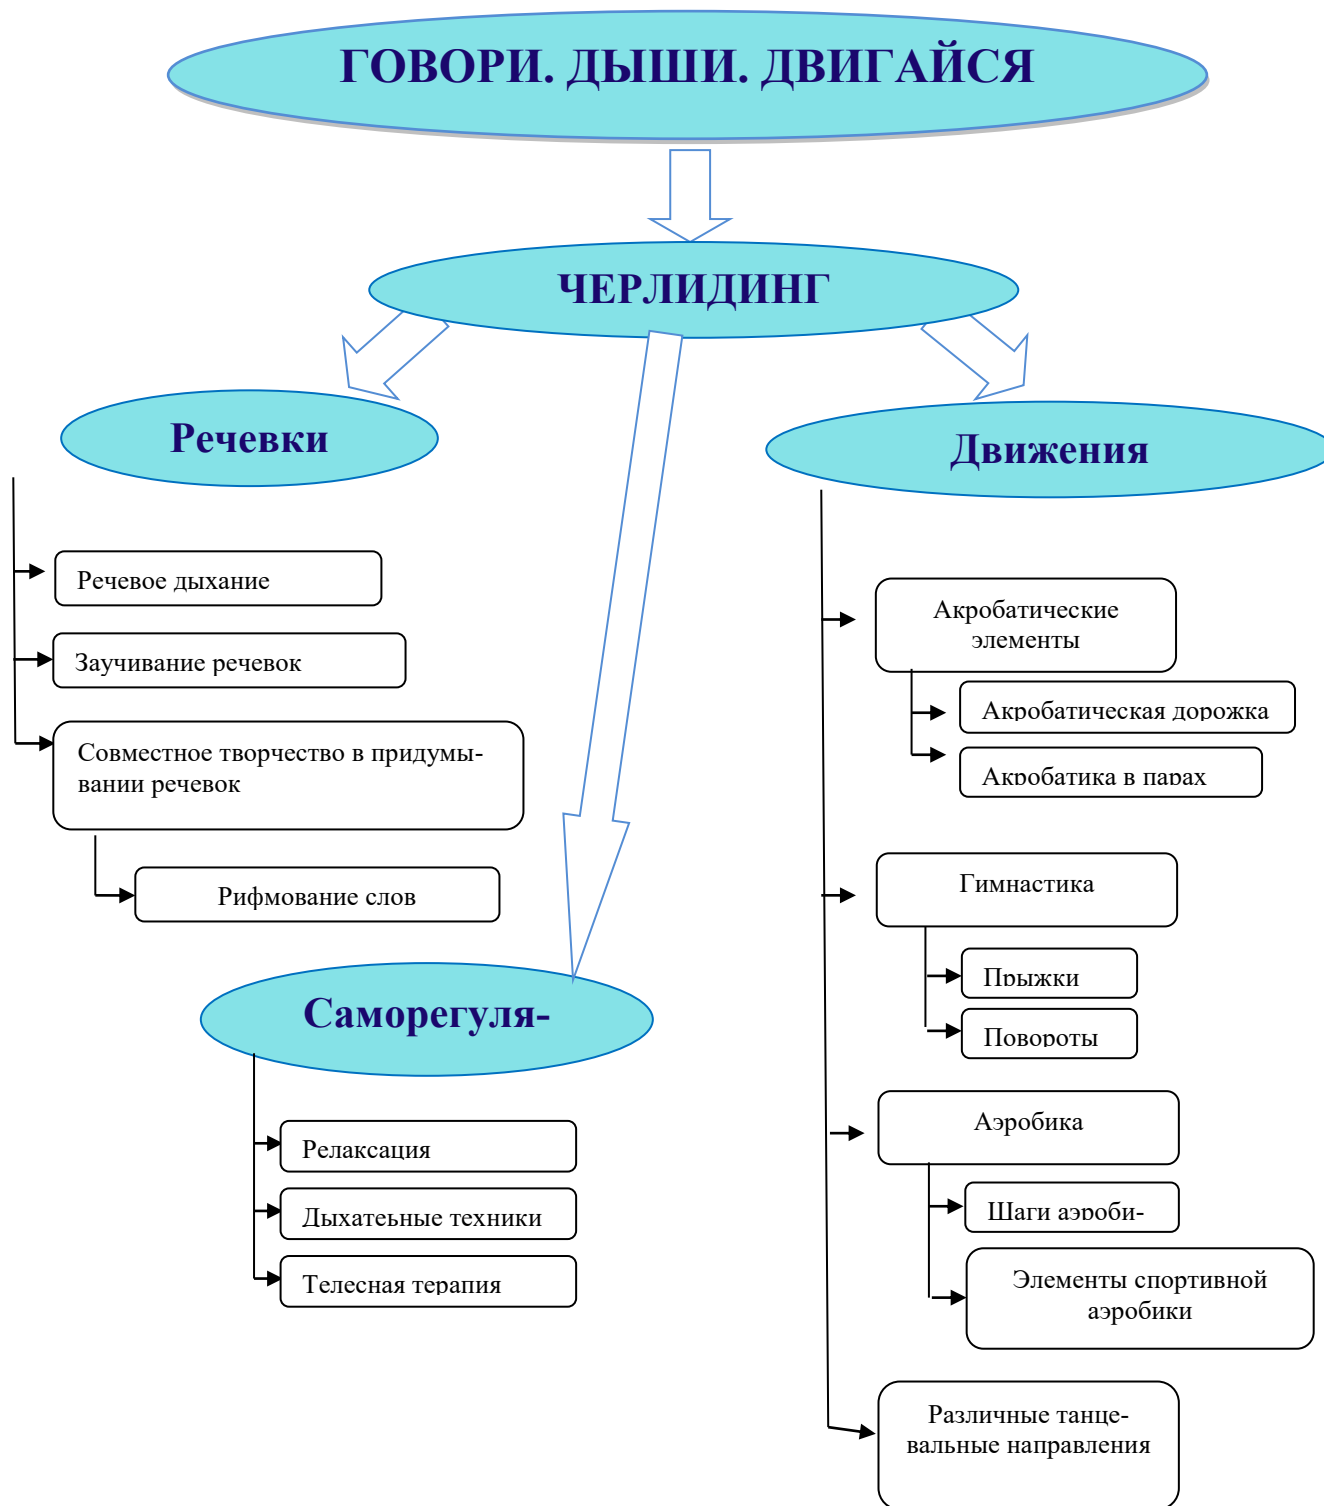 ГОВОРИ. ДЫШИ. ДВИГАЙСЯ
ЧЕРЛИДИНГ
Речевки
Речевое дыхание
Заучивание речевок
Совместное творчество в придумы-
вании речевок
Рифмование слов
Саморегуля-
Релаксация
Дыхатеьные техники
Телесная терапия
Движения
Акробатические
элементы
Акробатическая дорожка
Акробатика в парах
Гимнастика
Прыжки
Повороты
Аэробика
Шаги аэроби-
Элементы спортивной
аэробики
Различные танце-
вальные направления